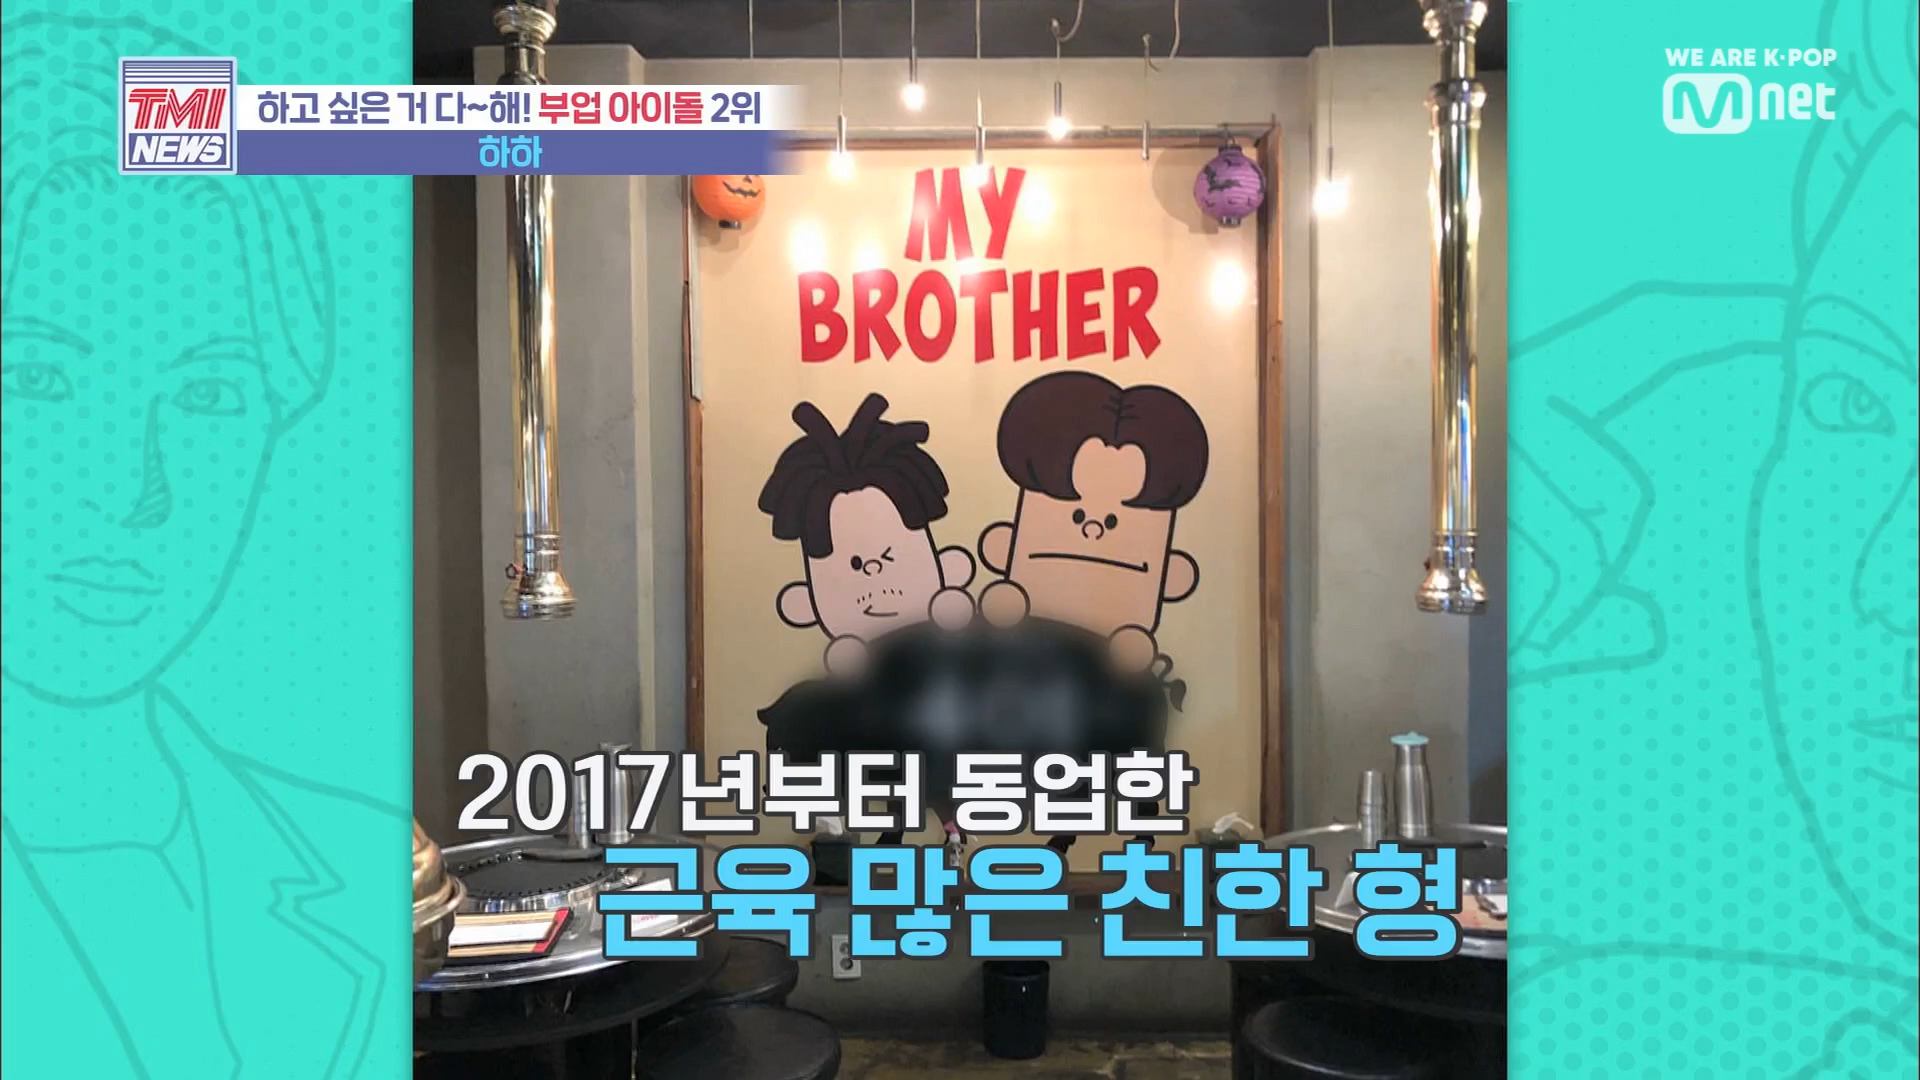 TMI
NEWS
하고 싶은 거 다~해! 부업 아이돌 2위
하하
WE ARE K·POP
Mnet
MY
BROTHER
2017년부터 동업한
근육 많은 친한 형